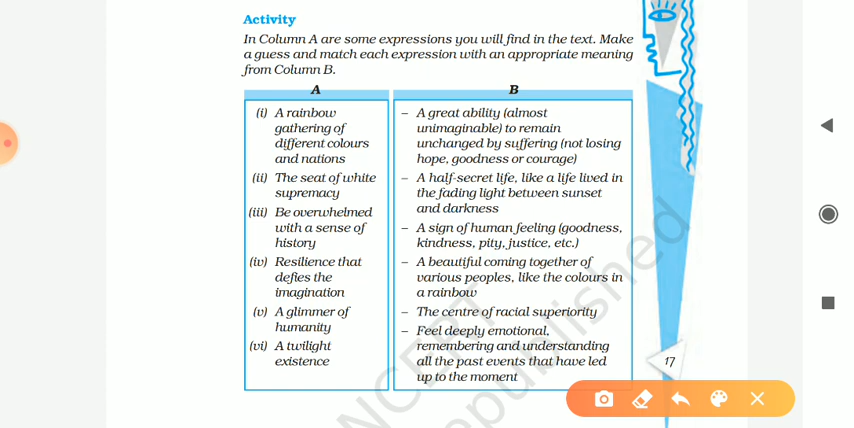 Activity
In Column A are some expressions you will find in the text. Make
a guess and match each expression with an appropriate meaning
from Column B.
A
(i) A rainbow
gathering of
different colours
and nations
(ii) The seat of white
supremacy
(iii) Be overwhelmed
with a sense of
history
(iv) Resilience that
defies the
imagination
(v) A glimmer of
humanity
(vi) A twilight
existence
B
– A great ability (almost
unimaginable) to remain
unchanged by suffering (not losing
hope, goodness or courage)
– A half-secret life, like a life lived in
the fading light between sunset
and darkness
– A sign of human feeling (goodness,
kindness, pity, justice, etc.)
– A beautiful coming together of
various peoples, like the colours in
a rainbow
– The centre of racial superiority
– Feel deeply emotional,
remembering and understanding
all the past events that have led
up to the moment
17
NCERT
republished